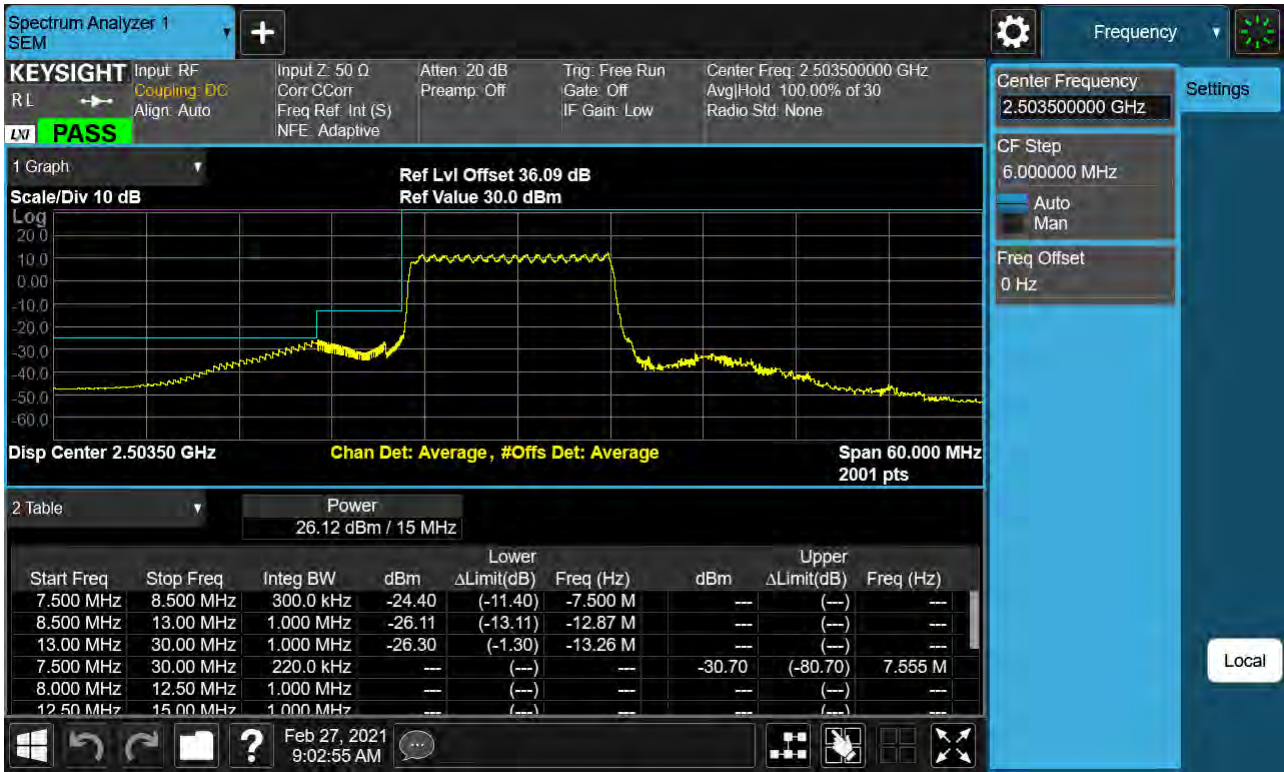 Spectrum Analyzer 1
SEM
+
Frequency
KEYSIGHT
RL
LXI PASS
Input: RF
Coupling: DC
Align: Auto
Input Z: 50 Ω
Corr CCorr
Freq Ref: Int (S)
NFE: Adaptive
Atten: 20 dB
Preamp: Off
Trig: Free Run
Gate: Off
IF Gain: Low
Center Freq: 2.503500000 GHz
Avg|Hold: 100.00% of 30
Radio Std: None
Center Frequency
2.503500000 GHz
Settings
CF Step
6.000000 MHz
Auto
Man
Freq Offset
0 Hz
Local
1 Graph
Scale/Div 10 dB
Ref Lvl Offset 36.09 dB
Ref Value 30.0 dBm
Log
20.0
10.0
0.00
-10.0
-20.0
-30.0
-40.0
-50.0
-60.0
Disp Center 2.50350 GHz Chan Det: Average, #Offs Det: Average Span 60.000 MHz
2001 pts
2 Table
Power
26.12 dBm / 15 MHz
Lower Upper
Start Freq Stop Freq Integ BW dBm ΔLimit(dB) Freq (Hz) dBm ΔLimit(dB) Freq (Hz)
7.500 MHz 8.500 MHz 300.0 kHz -24.40 (-11.40) -7.500 M --- (---) ---
8.500 MHz 13.00 MHz 1.000 MHz -26.11 (-13.11) -12.87 M --- (---) ---
13.00 MHz 30.00 MHz 1.000 MHz -26.30 (-1.30) -13.26 M --- (---) ---
7.500 MHz 30.00 MHz 220.0 kHz --- (---) --- -30.70 (-80.70) 7.555 M
8.000 MHz 12.50 MHz 1.000 MHz --- (---) --- --- (---) ---
12.50 MHz 15.00 MHz 1.000 MHz --- (---) --- --- (---) ---
?
Feb 27, 2021
9:02:55 AM